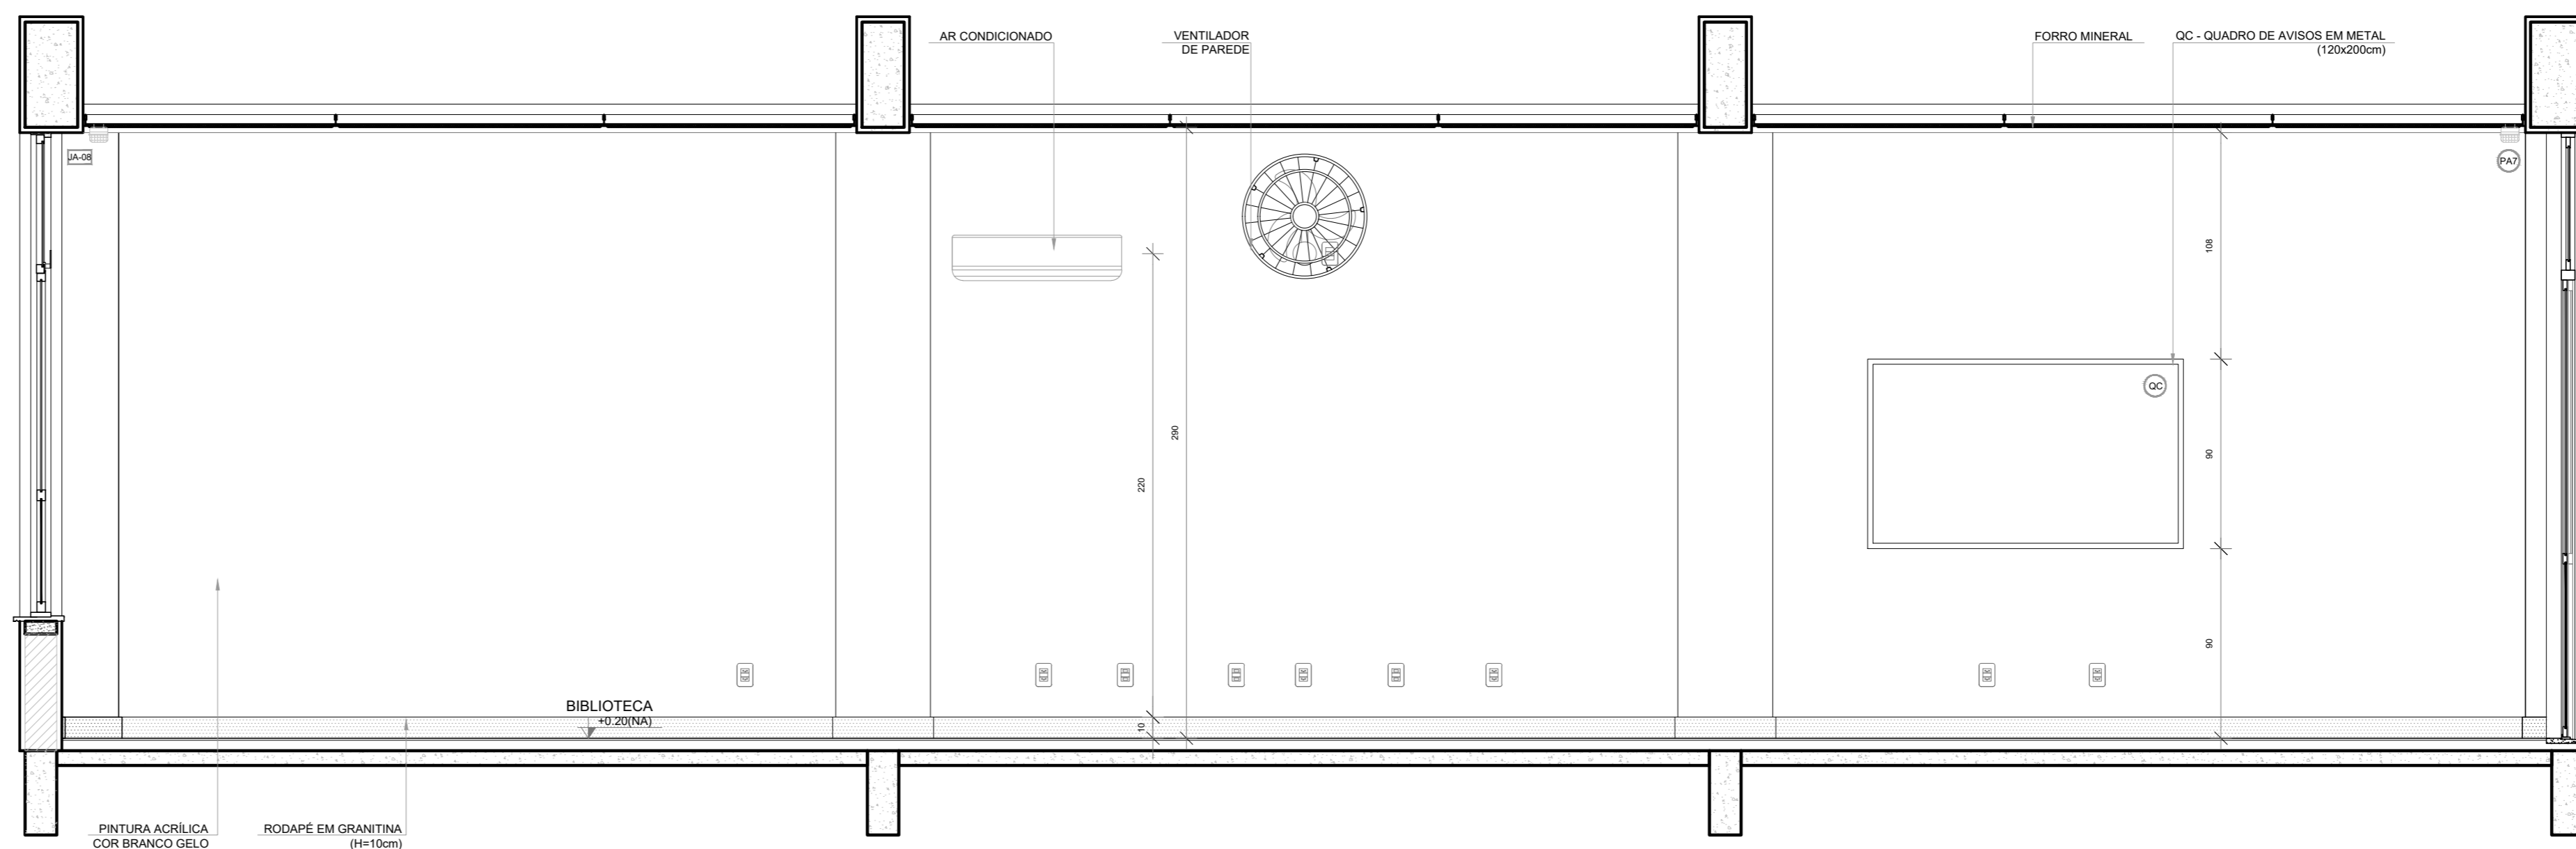 AR CONDICIONADO
VENTILADOR
DE PAREDE
FORRO MINERAL
QC - QUADRO DE AVISOS EM METAL
(120x200cm)
JA-08
PA7
108
QC
290
90
220
90
BIBLIOTECA
+0.20(NA)
10
PINTURA ACRÍLICA
COR BRANCO GELO
RODAPÉ EM GRANITINA
(H=10cm)